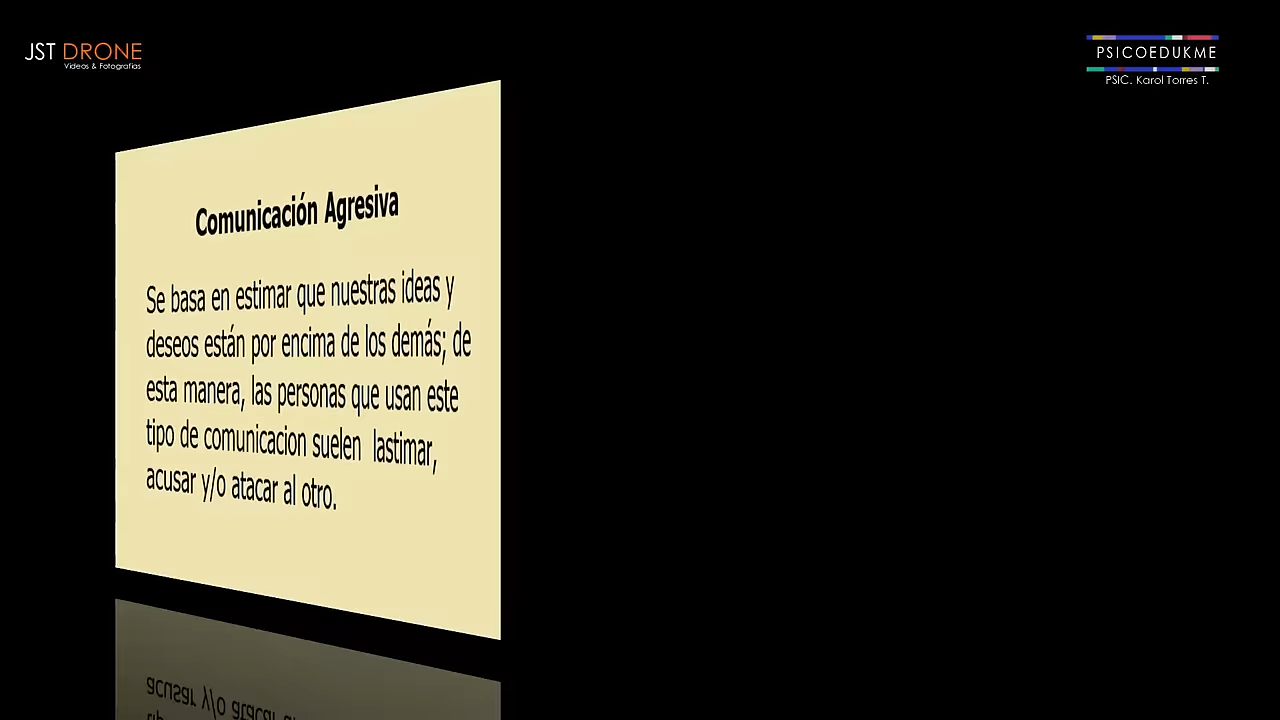 JST DRONE
Videos & Fotografias
PSICOEDUKME
PSIC. Karol Torres T.
Comunicación Agresiva
Se basa en estimar que nuestras ideas y
deseos están por encima de los demás; de
esta manera, las personas que usan este
tipo de comunicacion suelen lastimar,
acusar y/o atacar al otro.